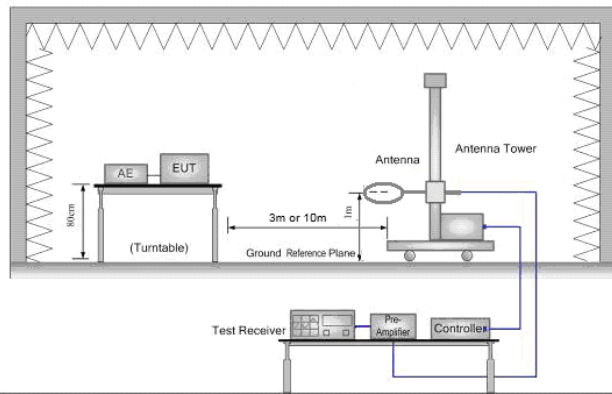 AE
EUT
Antenna
Antenna Tower
80cm
3m or 10m
1m
(Turntable)
Ground Reference Plane
Test Receiver
Pre-
Amplifier
Controller